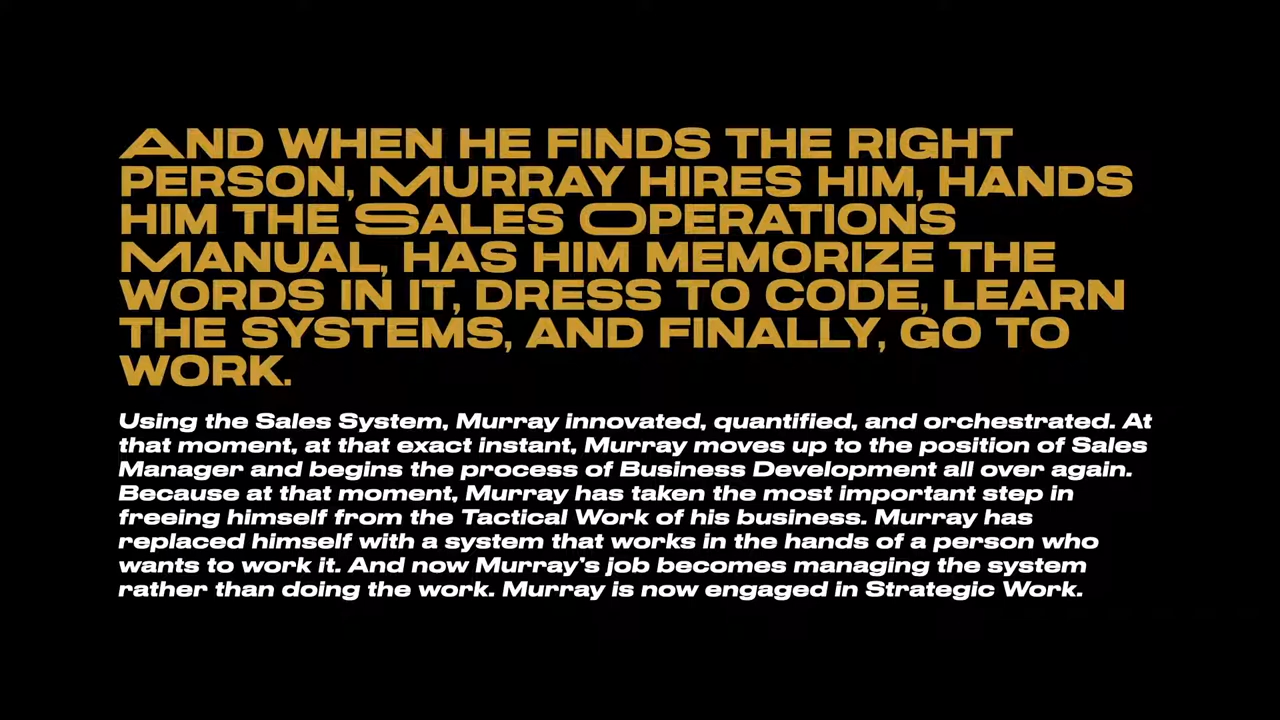 And when he finds the right
person, Murray hires him, hands
him the Sales Operations
Manual, has him memorize the
words in it, dress to code, learn
the systems, and finally, go to
work.
Using the Sales System, Murray innovated, quantified, and orchestrated. At
that moment, at that exact instant, Murray moves up to the position of Sales
Manager and begins the process of Business Development all over again.
Because at that moment, Murray has taken the most important step in
freeing himself from the Tactical Work of his business. Murray has
replaced himself with a system that works in the hands of a person who
wants to work it. And now Murray's job becomes managing the system
rather than doing the work. Murray is now engaged in Strategic Work.